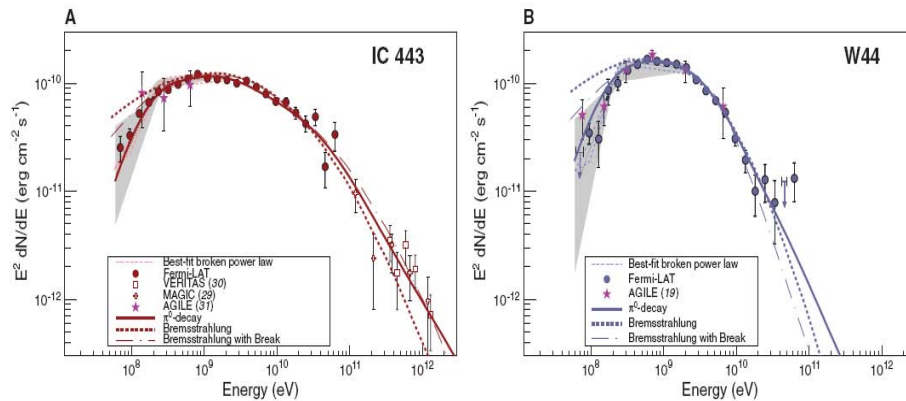 A
IC 443
E² dN/dE (erg cm⁻² s⁻¹)
10⁻¹⁰
10⁻¹¹
10⁻¹²
Best-fit broken power law
Fermi-LAT
VERITAS (30)
MAGIC (29)
AGILE (31)
π⁰-decay
Bremsstrahlung
Bremsstrahlung with Break
10⁸ 10⁹ 10¹⁰ 10¹¹ 10¹²
Energy (eV)
B
W44
E² dN/dE (erg cm⁻² s⁻¹)
10⁻¹⁰
10⁻¹¹
10⁻¹²
Best-fit broken power law
Fermi-LAT
AGILE (19)
π⁰-decay
Bremsstrahlung
Bremsstrahlung with Break
10⁸ 10⁹ 10¹⁰ 10¹¹ 10¹²
Energy (eV)